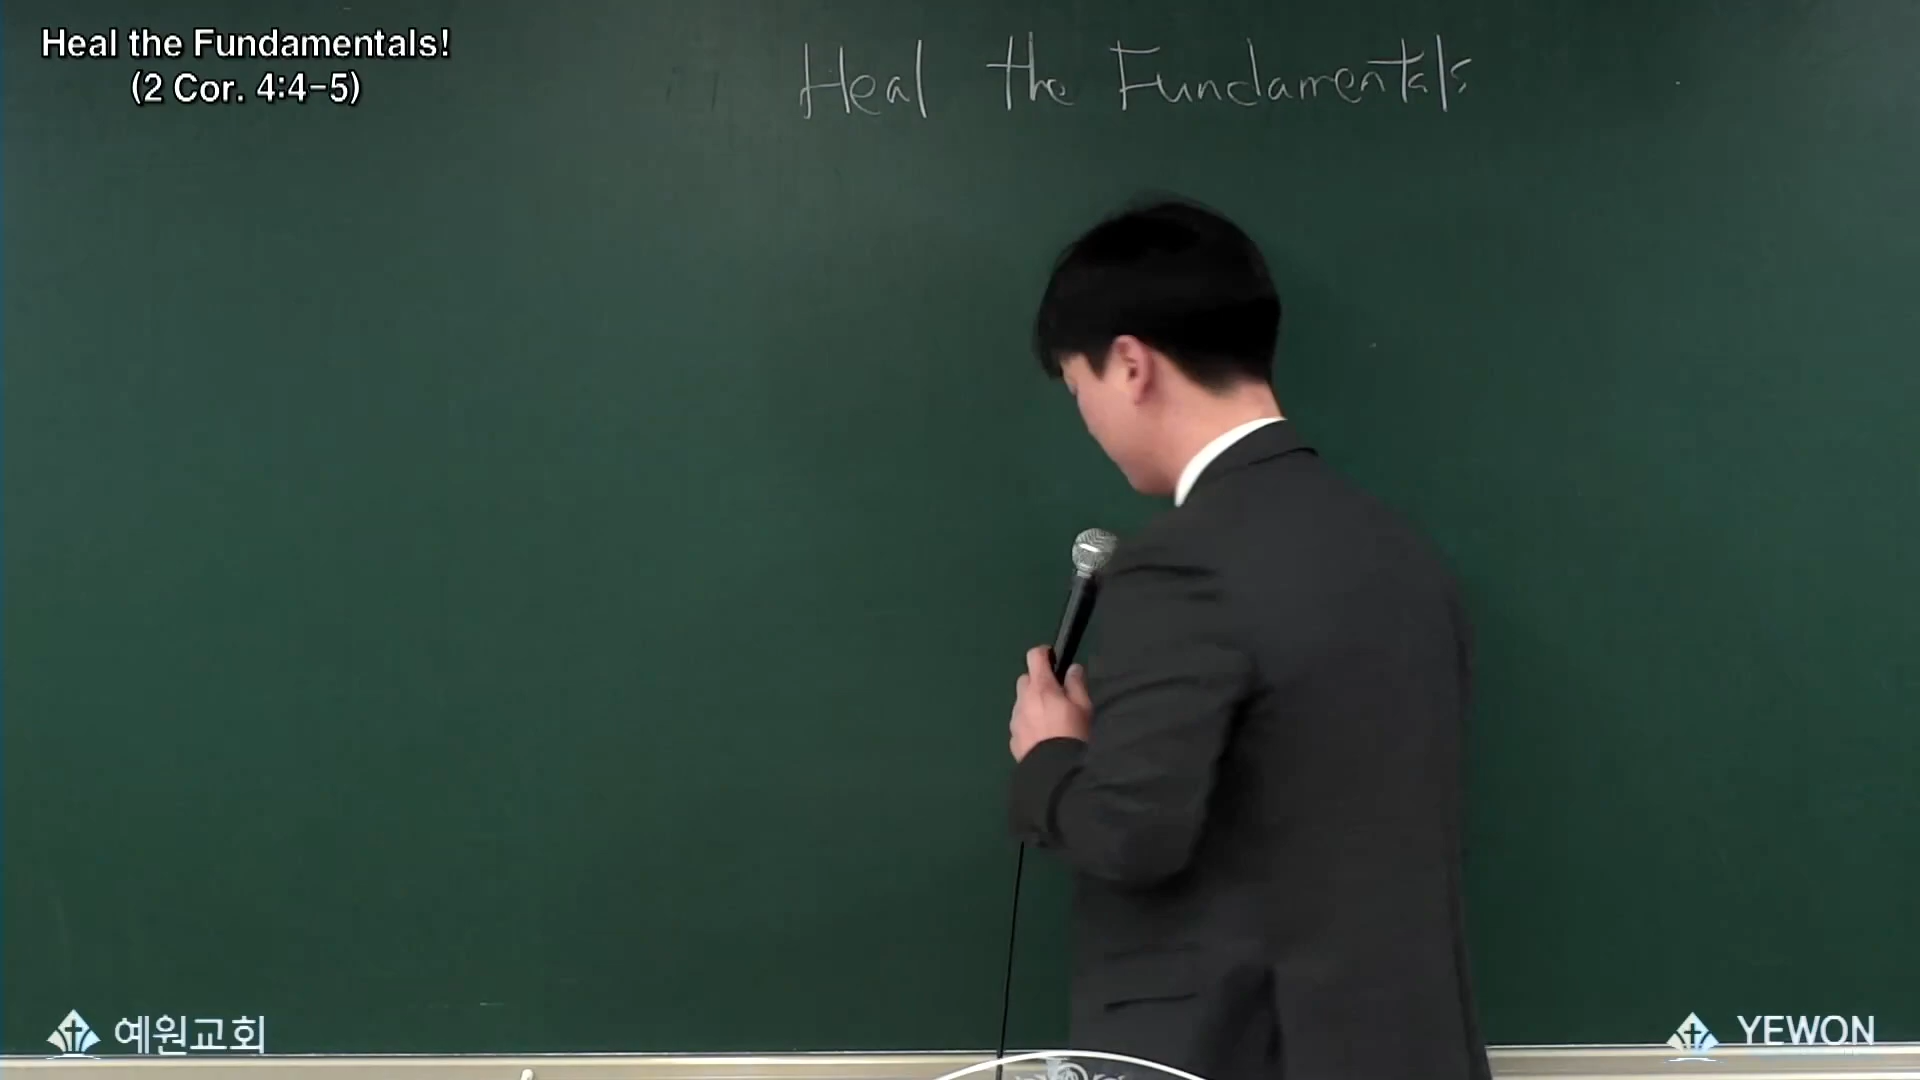 Heal the Fundamentals!
(2 Cor. 4:4-5)
Heal the Fundamentals
예원교회
YEWON